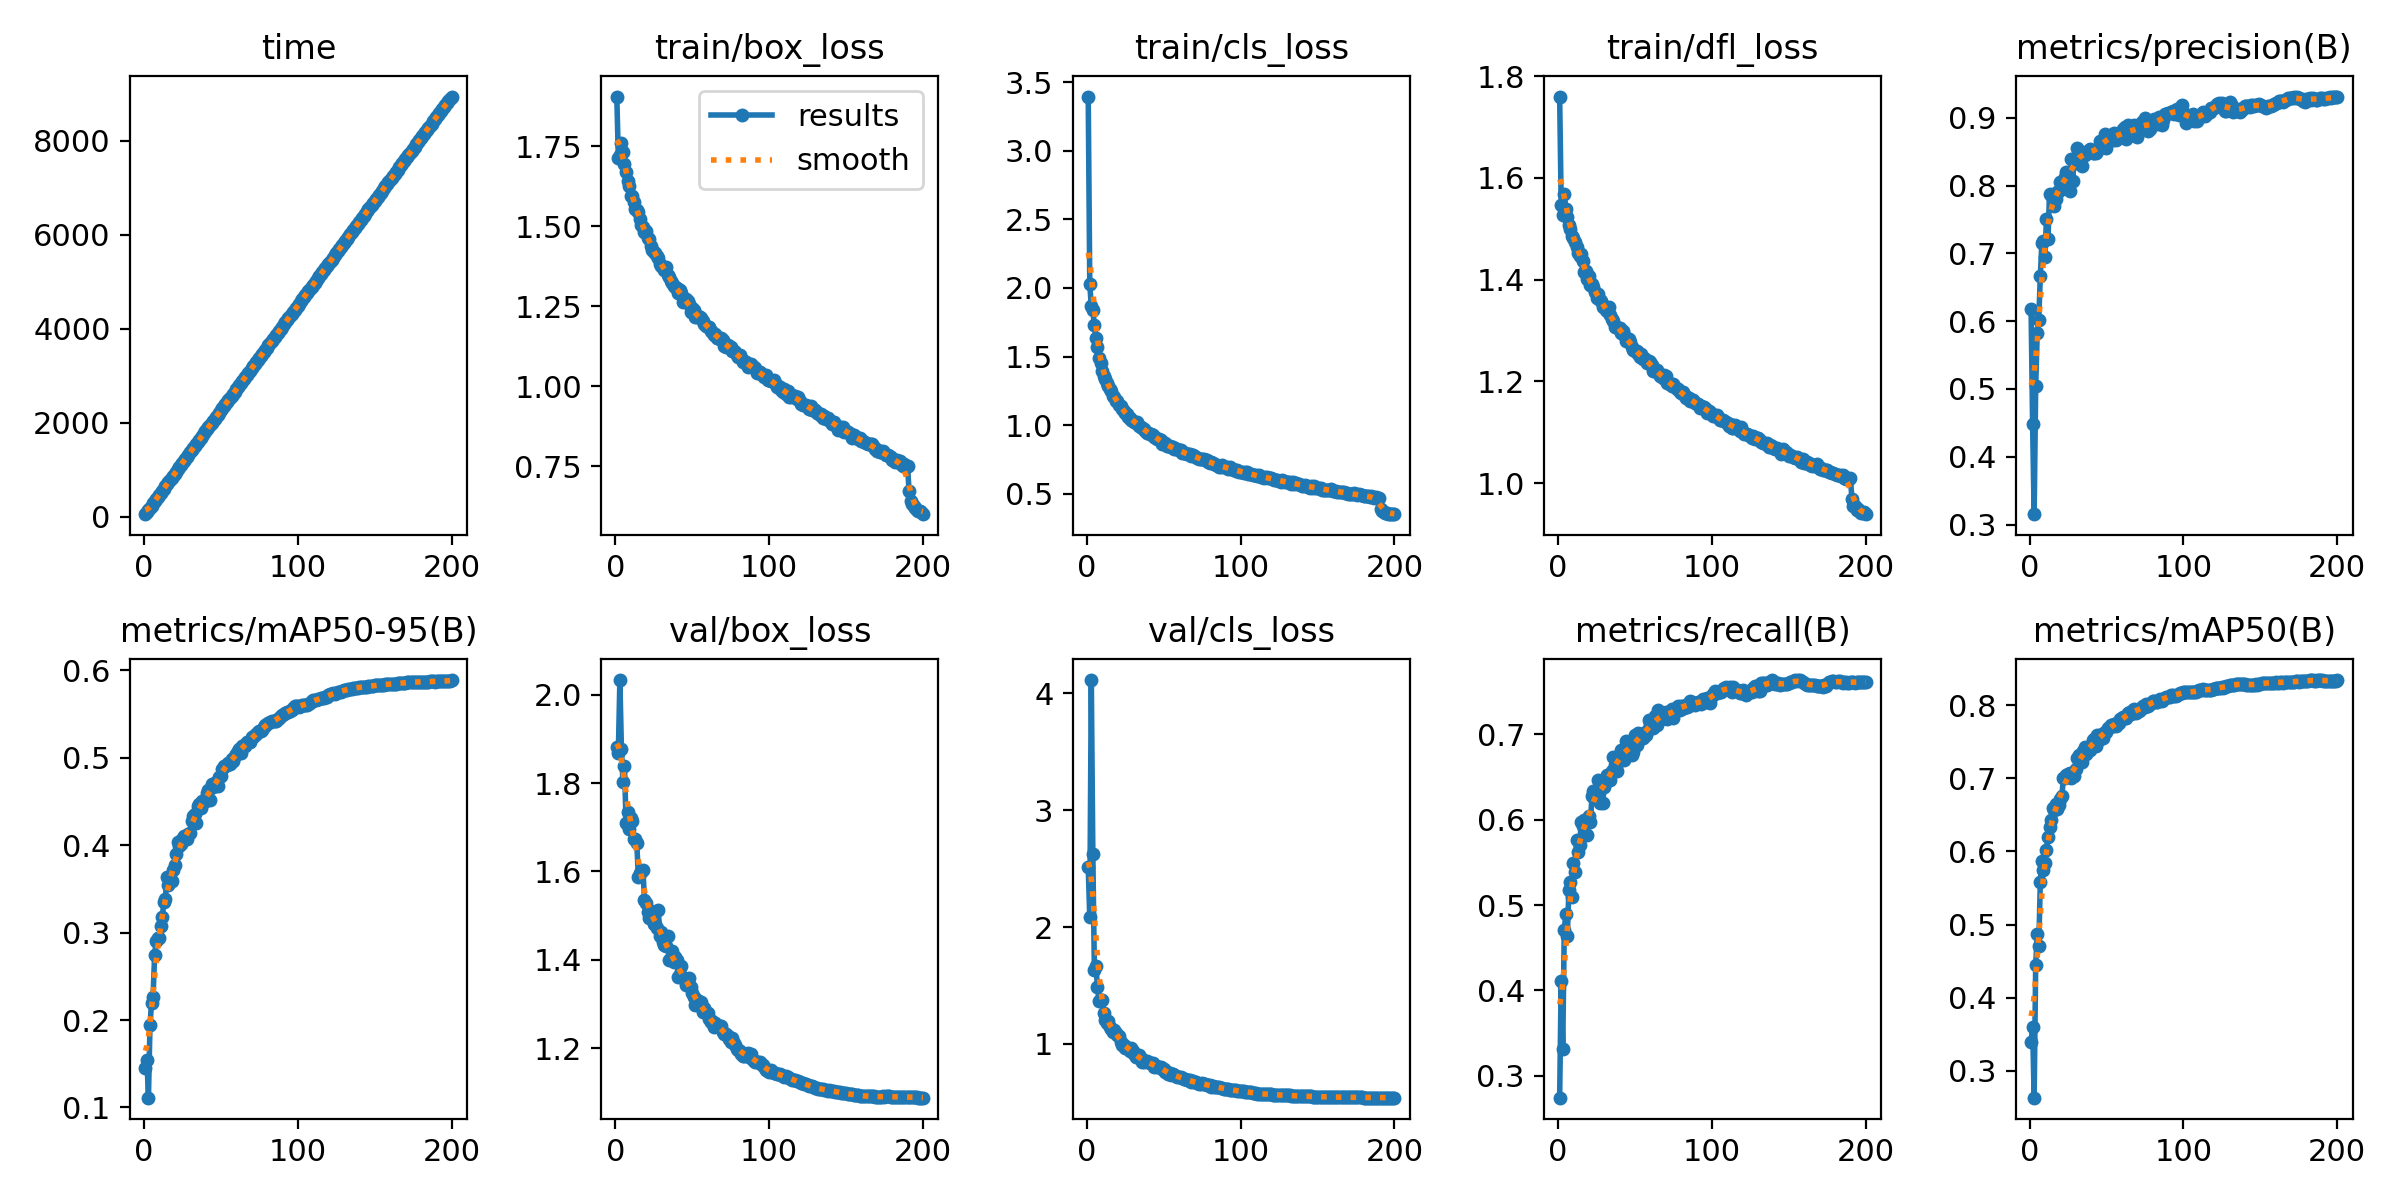 time
8000
6000
4000
2000
0
0 100 200
train/box_loss
results
smooth
1.75
1.50
1.25
1.00
0.75
0 100 200
train/cls_loss
3.5
3.0
2.5
2.0
1.5
1.0
0.5
0 100 200
train/dfl_loss
1.8
1.6
1.4
1.2
1.0
0 100 200
metrics/precision(B)
0.9
0.8
0.7
0.6
0.5
0.4
0.3
0 100 200
metrics/mAP50-95(B)
0.6
0.5
0.4
0.3
0.2
0.1
0 100 200
val/box_loss
2.0
1.8
1.6
1.4
1.2
0 100 200
val/cls_loss
4
3
2
1
0 100 200
metrics/recall(B)
0.7
0.6
0.5
0.4
0.3
0 100 200
metrics/mAP50(B)
0.8
0.7
0.6
0.5
0.4
0.3
0 100 200